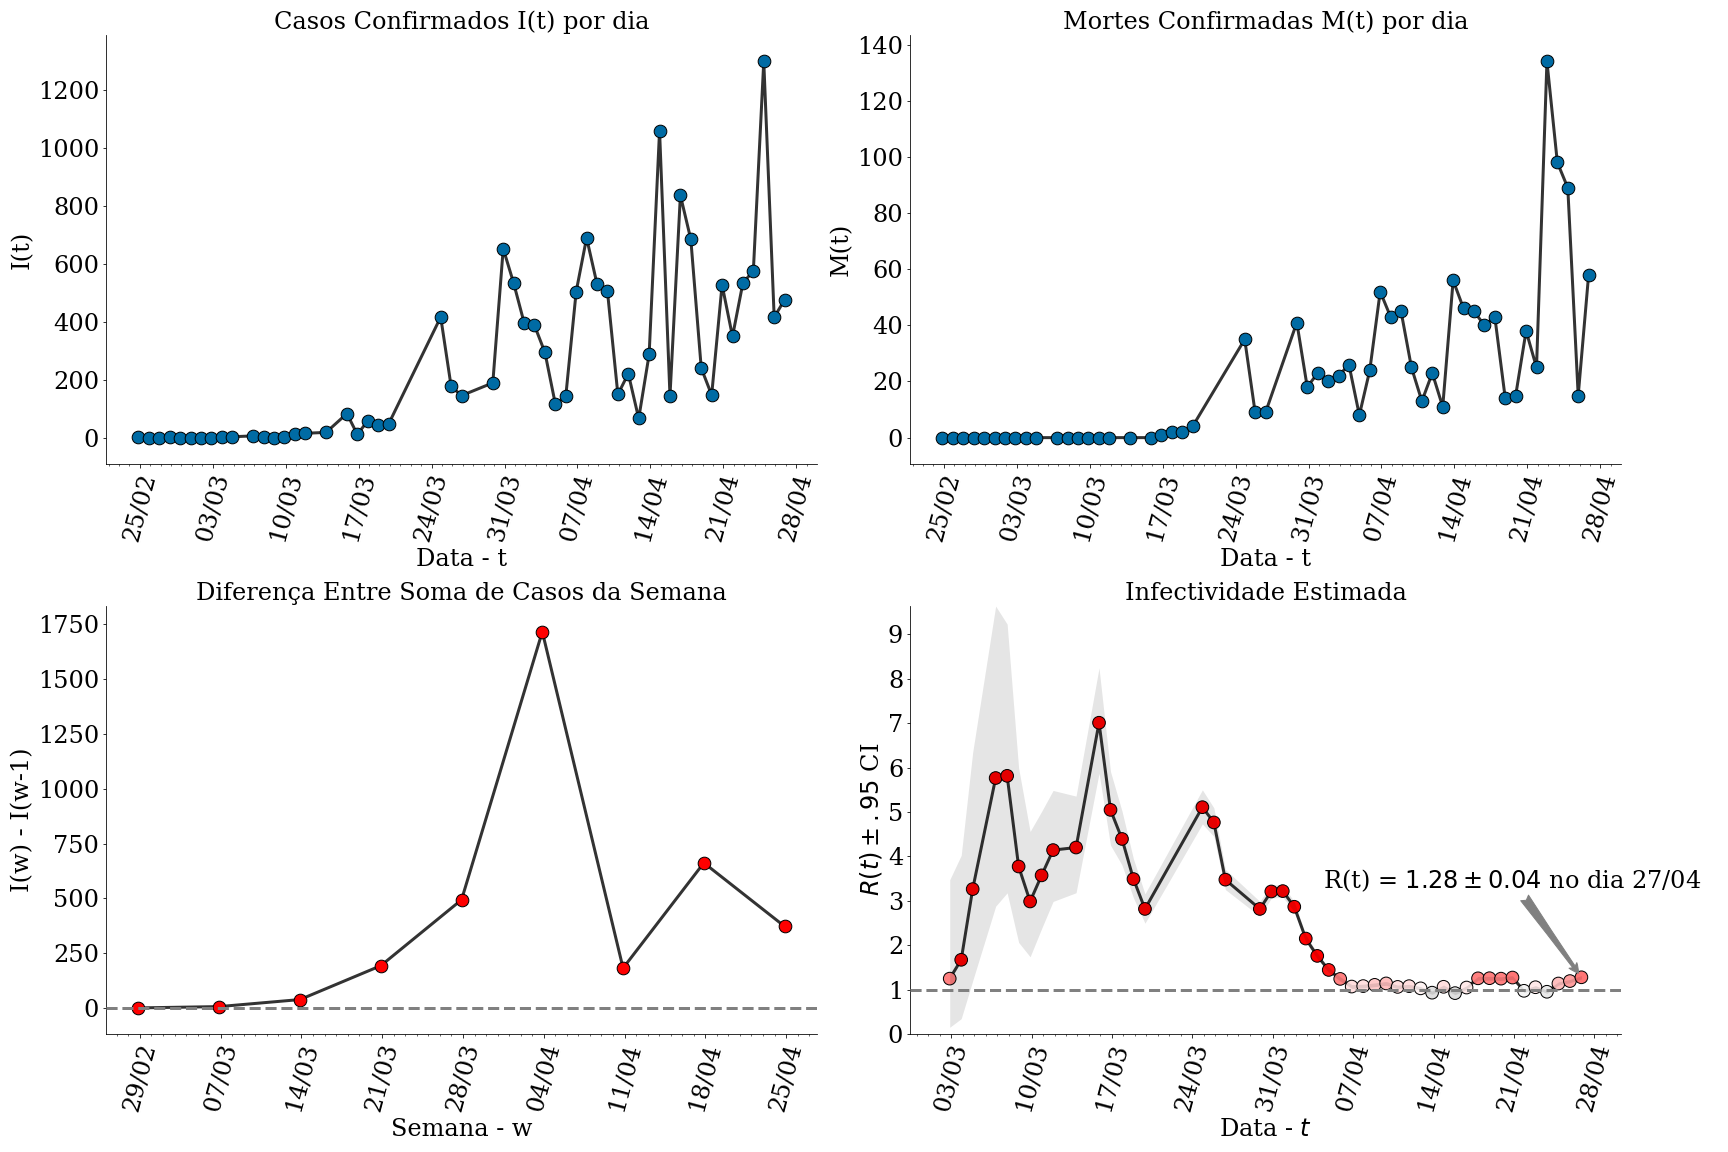 Casos Confirmados I(t) por dia
I(t)
1200
1000
800
600
400
200
0
25/02 03/03 10/03 17/03 24/03 31/03 07/04 14/04 21/04 28/04
Data - t
Mortes Confirmadas M(t) por dia
M(t)
140
120
100
80
60
40
20
0
25/02 03/03 10/03 17/03 24/03 31/03 07/04 14/04 21/04 28/04
Data - t
Diferença Entre Soma de Casos da Semana
I(w) - I(w-1)
1750
1500
1250
1000
750
500
250
0
29/02 07/03 14/03 21/03 28/03 04/04 11/04 18/04 25/04
Semana - w
Infectividade Estimada
R(t) ± .95 CI
9
8
7
6
5
4
3
2
1
0
R(t) = 1.28 ± 0.04 no dia 27/04
03/03 10/03 17/03 24/03 31/03 07/04 14/04 21/04 28/04
Data - t